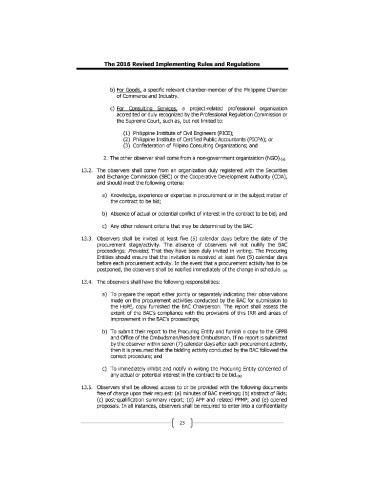 The 2016 Revised Implementing Rules and Regulations
b) For Goods, a specific relevant chamber-member of the Philippine Chamber
of Commerce and Industry.
c) For Consulting Services, a project-related professional organization
accredited or duly recognized by the Professional Regulation Commission or
the Supreme Court, such as, but not limited to:
(1) Philippine Institute of Civil Engineers (PICE);
(2) Philippine Institute of Certified Public Accountants (PICPA); or
(3) Confederation of Filipino Consulting Organizations; and
2. The other observer shall come from a non-government organization (NGO).
13.2. The observers shall come from an organization duly registered with the Securities
and Exchange Commission (SEC) or the Cooperative Development Authority (CDA),
and should meet the following criteria:
a) Knowledge, experience or expertise in procurement or in the subject matter of
the contract to be bid;
b) Absence of actual or potential conflict of interest in the contract to be bid; and
c) Any other relevant criteria that may be determined by the BAC.
13.3. Observers shall be invited at least five (5) calendar days before the date of the
procurement stage/activity. The absence of observers will not nullify the BAC
proceedings: Provided, That they have been duly invited in writing. The Procuring
Entities should ensure that the invitation is received at least five (5) calendar days
before each procurement activity. In the event that a procurement activity has to be
postponed, the observers shall be notified immediately of the change in schedule.
13.4. The observers shall have the following responsibilities:
a) To prepare the report either jointly or separately indicating their observations
made on the procurement activities conducted by the BAC for submission to
the HoPE, copy furnished the BAC Chairperson. The report shall assess the
extent of the BAC's compliance with the provisions of this IRR and areas of
improvement in the BAC's proceedings;
b) To submit their report to the Procuring Entity and furnish a copy to the GPPB
and Office of the Ombudsman/Resident Ombudsman. If no report is submitted
by the observer within seven (7) calendar days after each procurement activity,
then it is presumed that the bidding activity conducted by the BAC followed the
correct procedure; and
c) To immediately inhibit and notify in writing the Procuring Entity concerned of
any actual or potential interest in the contract to be bid.
13.5. Observers shall be allowed access to or be provided with the following documents
free of charge upon their request: (a) minutes of BAC meetings; (b) abstract of Bids;
(c) post-qualification summary report; (d) APP and related PPMP; and (e) opened
proposals. In all instances, observers shall be required to enter into a confidentiality
23